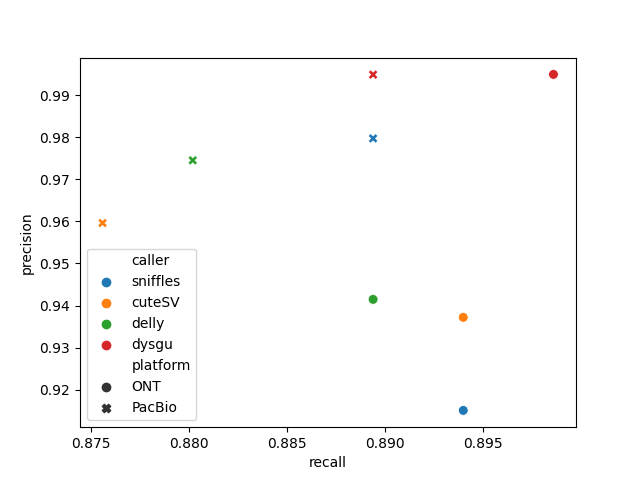 0.99
0.98
0.97
0.96
0.95
0.94
0.93
0.92
precision
caller
sniffles
cuteSV
delly
dysgu
platform
ONT
PacBio
0.875 0.880 0.885 0.890 0.895
recall